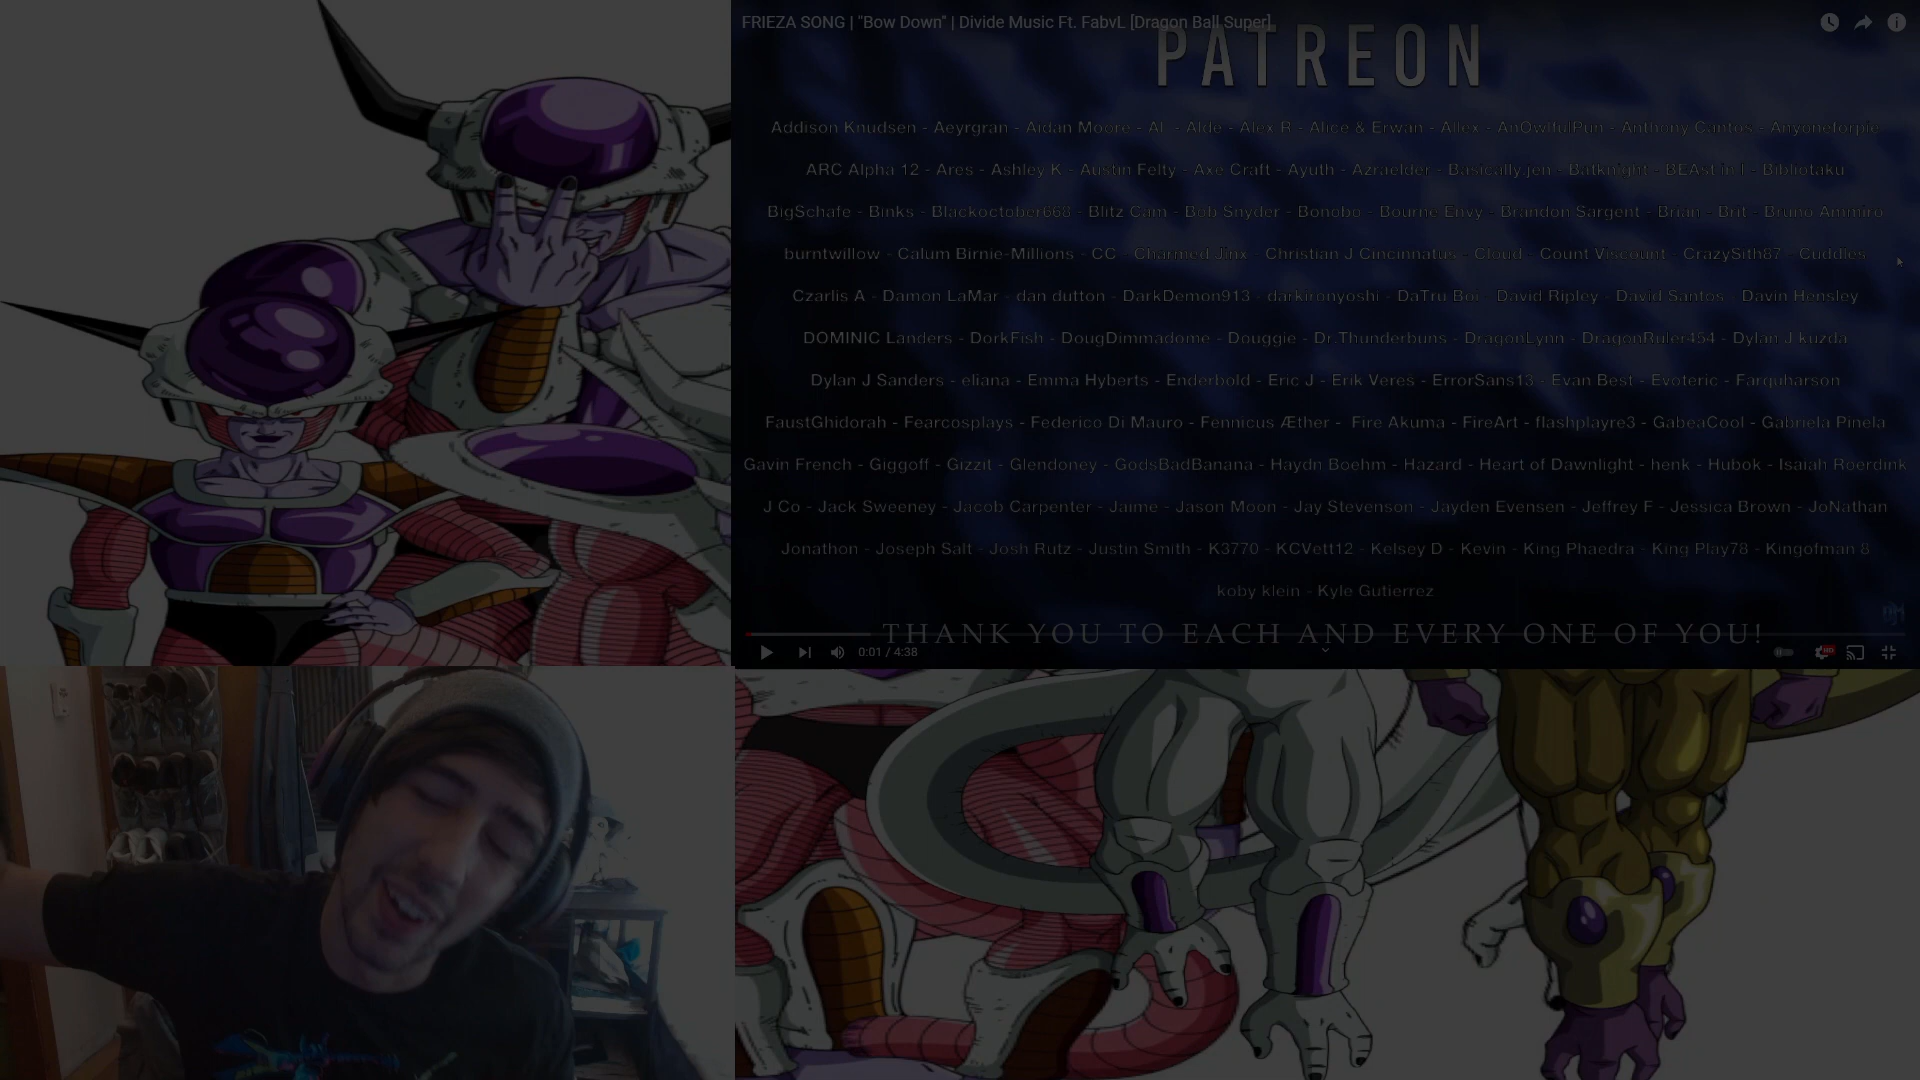 FRIEZA SONG | "Bow Down" | Divide Music Ft. FabvL [Dragon Ball Super]
PATREON
Addison Knudsen - Aeyrgran - Aidan Moore - AL - Alde - Alex R - Alice & Erwan - Allex - AnOwlfulPun - Anthony Cantos - Anyoneforpie
ARC Alpha 12 - Ares - Ashley K - Austin Felty - Axe Craft - Ayuth - Azraelder - Basically.jen - Batknight - BEAst in I - Bibliotaku
BigSchafe - Binks - Blackoctober668 - Blitz Cam - Bob Snyder - Bonobo - Bourne Envy - Brandon Sargent - Brian - Brit - Bruno Ammiro
burntwillow - Calum Birnie-Millions - CC - Charmed Jinx - Christian J Cincinnatus - Cloud - Count Viscount - CrazySith87 - Cuddles
Czarlis A - Damon LaMar - dan dutton - DarkDemon913 - darkironyoshi - DaTru Boi - David Ripley - David Santos - Davin Hensley
DOMINIC Landers - DorkFish - DougDimmadome - Douggie - Dr.Thunderbuns - DragonLynn - DragonRuler454 - Dylan J kuzda
Dylan J Sanders - eliana - Emma Hyberts - Enderbold - Eric J - Erik Veres - ErrorSans13 - Evan Best - Evoteric - Farquharson
FaustGhidorah - Fearcosplays - Federico Di Mauro - Fennicus Æther - Fire Akuma - FireArt - flashplayre3 - GabeaCool - Gabriela Pinela
Gavin French - Giggoff - Gizzit - Glendoney - GodsBadBanana - Haydn Boehm - Hazard - Heart of Dawnlight - henk - Hubok - Isaiah Roerdink
J Co - Jack Sweeney - Jacob Carpenter - Jaime - Jason Moon - Jay Stevenson - Jayden Evensen - Jeffrey F - Jessica Brown - JoNathan
Jonathon - Joseph Salt - Josh Rutz - Justin Smith - K3770 - KCVett12 - Kelsey D - Kevin - King Phaedra - King Play78 - Kingofman 8
koby klein - Kyle Gutierrez
THANK YOU TO EACH AND EVERY ONE OF YOU!
0:01 / 4:38
HD